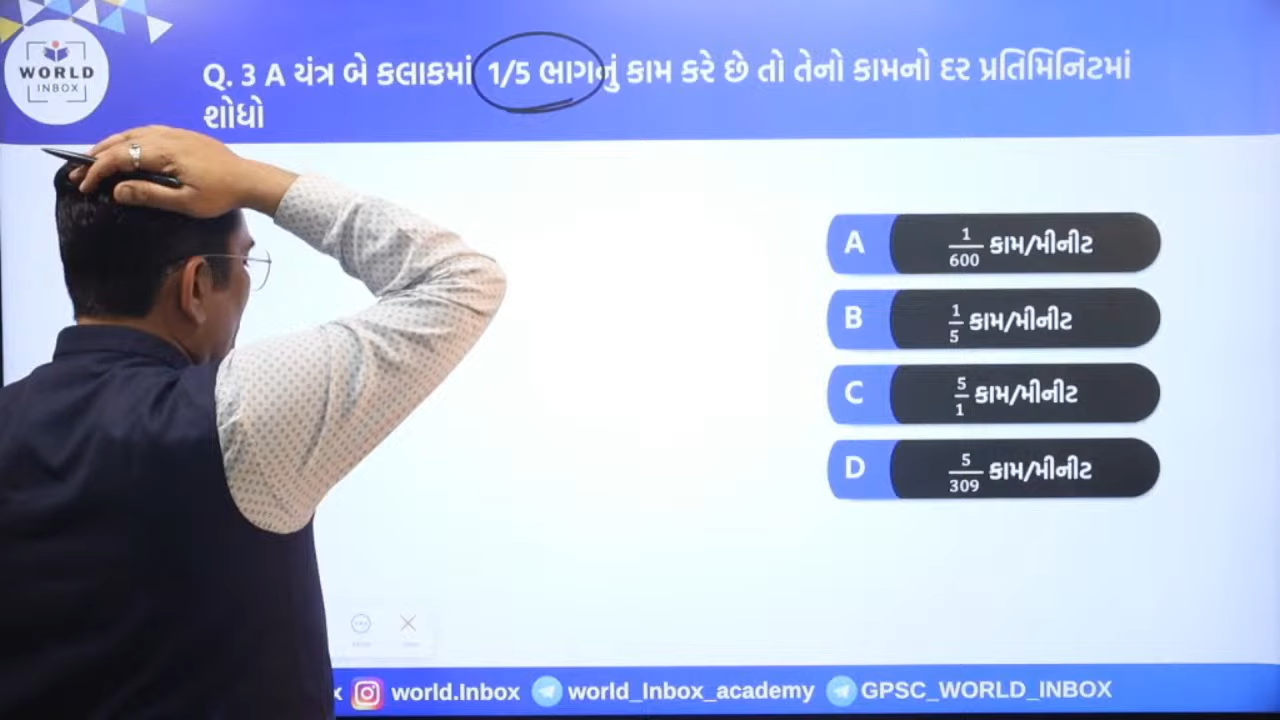 WORLD
INBOX
Q. 3 A યંત્ર બે કલાકમાં 1/5 ભાગનું કામ કરે છે તો તેનો કામનો દર પ્રતિમિનિટમાં
શોધો
A 1/600 કામ/મીનીટ
B 1/5 કામ/મીનીટ
C 5/1 કામ/મીનીટ
D 5/309 કામ/મીનીટ
x world.Inbox world_Inbox_academy GPSC_WORLD_INBOX